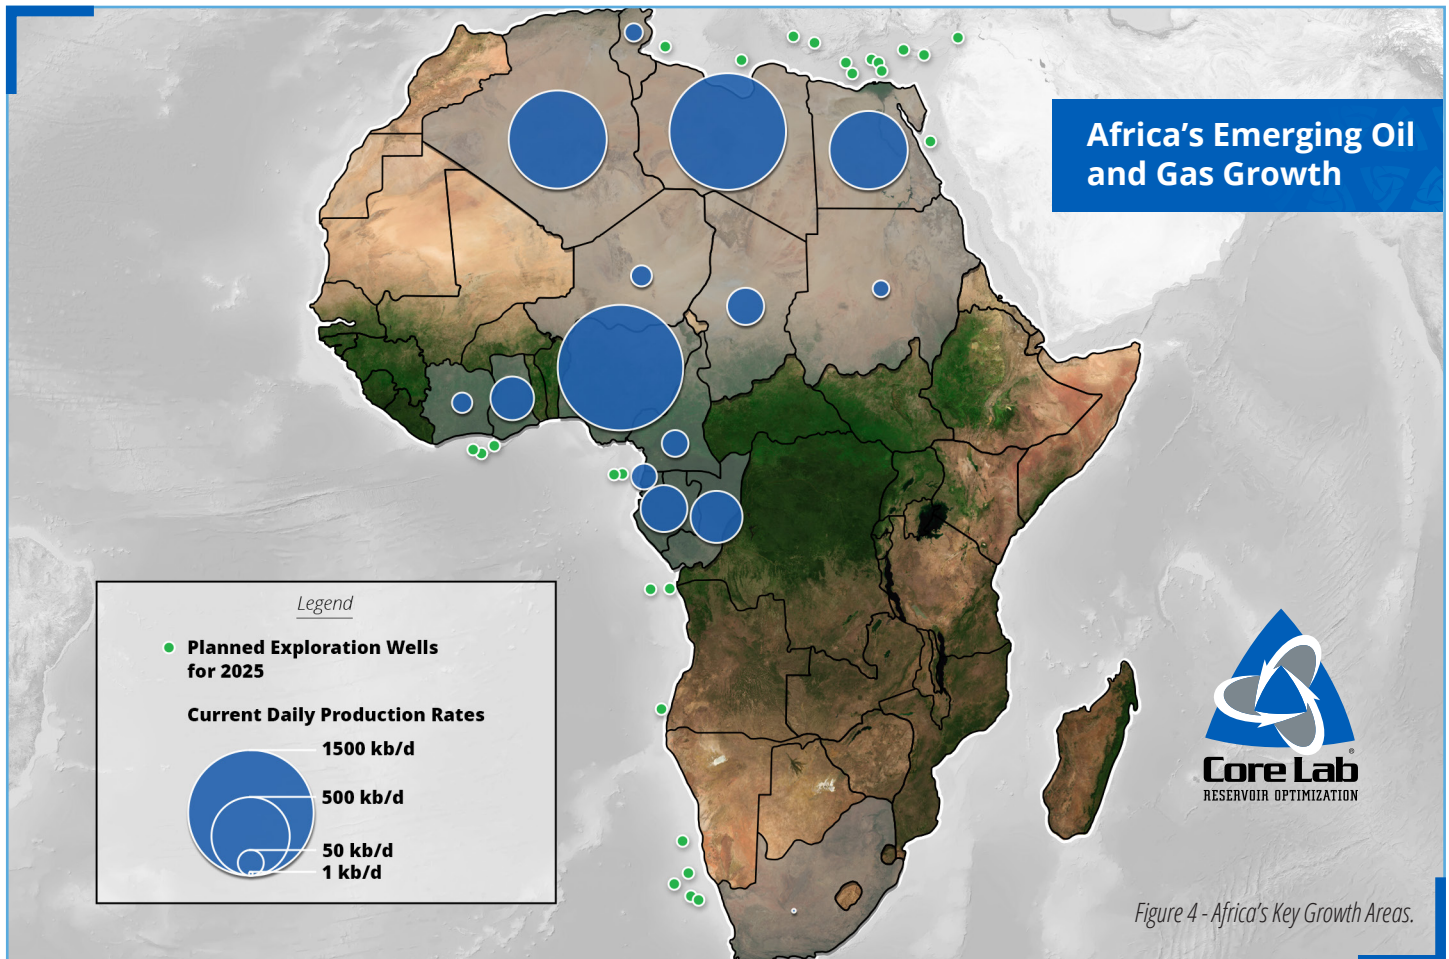 Africa’s Emerging Oil
and Gas Growth
Legend
Planned Exploration Wells
for 2025
Current Daily Production Rates
1500 kb/d
500 kb/d
50 kb/d
1 kb/d
Core Lab
®
RESERVOIR OPTIMIZATION
Figure 4 - Africa’s Key Growth Areas.